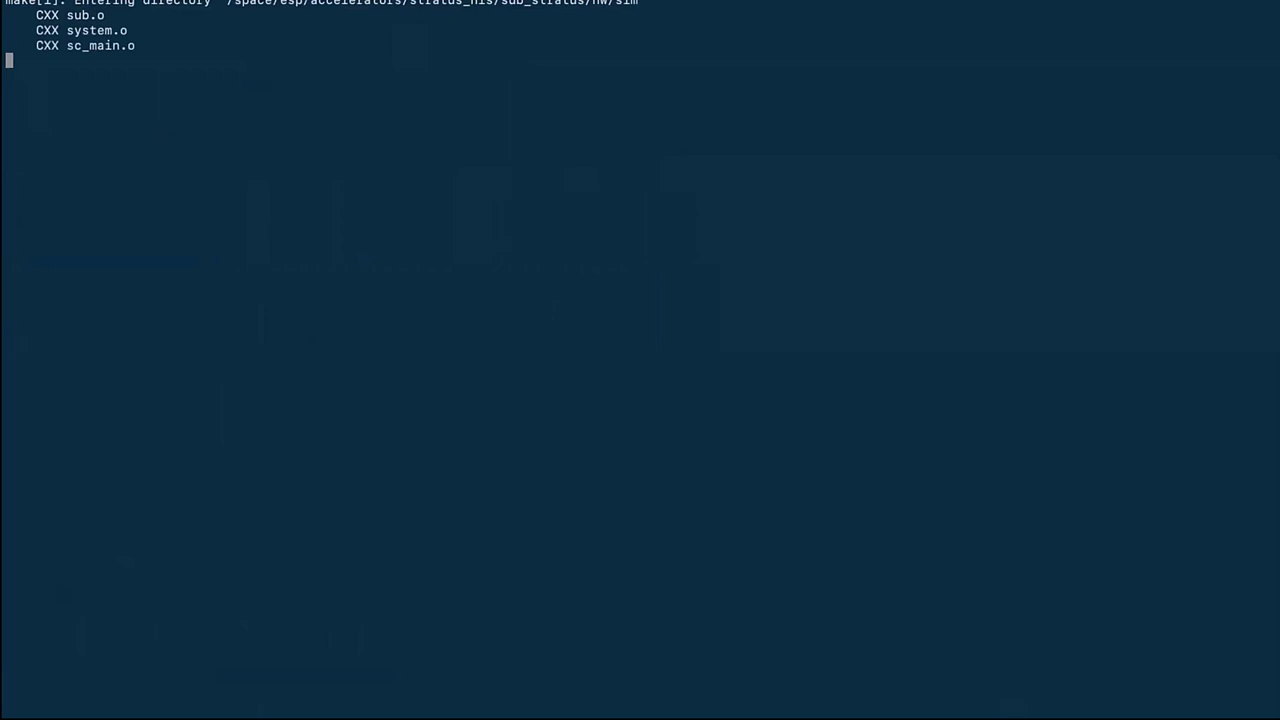 make[1]: Entering directory `/space/esp/accelerators/stratus_hls/sub_stratus/hw/sim'
CXX sub.o
CXX system.o
CXX sc_main.o